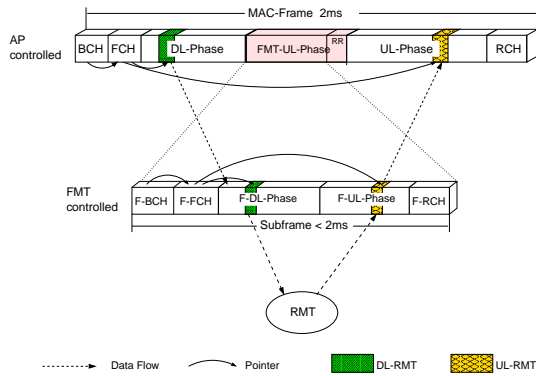 MAC-Frame 2ms
AP
controlled
BCH
FCH
DL-Phase
FMT-UL-Phase
RR
UL-Phase
RCH
FMT
controlled
F-BCH
F-FCH
F-DL-Phase
F-UL-Phase
F-RCH
Subframe < 2ms
RMT
Data Flow
Pointer
DL-RMT
UL-RMT